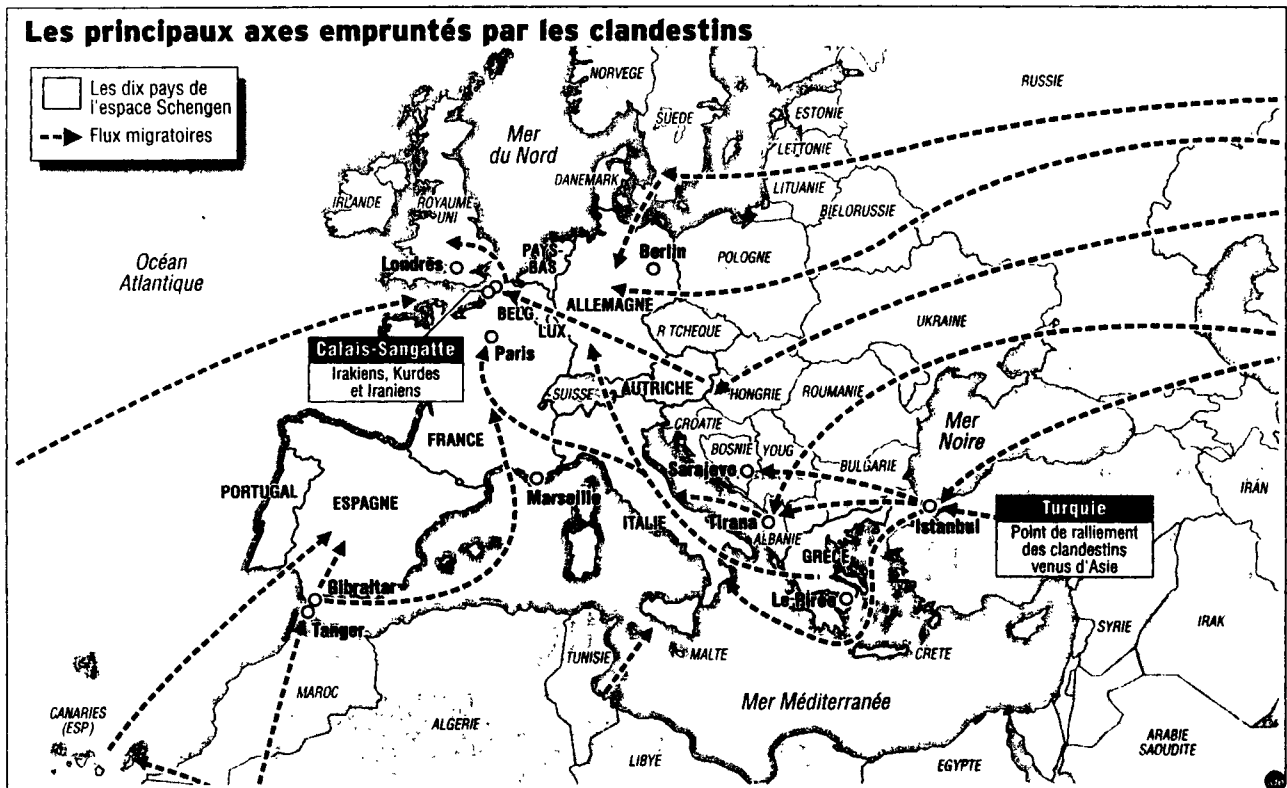 Les principaux axes empruntés par les clandestins
Les dix pays de
l'espace Schengen
Flux migratoires
NORVEGE
RUSSIE
SUEDE
ESTONIE
LETTONIE
Mer
du Nord
DANEMARK
LITUANIE
BIELORUSSIE
IRLANDE
ROYAUME
UNI
PAYS-
BAS
Berlin
POLOGNE
Londres
Océan
Atlantique
ALLEMAGNE
BELG
LUX
R TCHEQUE
UKRAINE
Paris
Calais-Sangatte
Irakiens, Kurdes
et Iraniens
SUISSE
AUTRICHE
HONGRIE
ROUMANIE
CROATIE
Mer
Noire
FRANCE
BOSNIE
YOUG
BULGARIE
Sarajevo
PORTUGAL
ESPAGNE
Marseille
ITALIE
Tirana
ALBANIE
Istanbul
IRAN
Turquie
Point de ralliement
des clandestins
venus d'Asie
GRECE
Gibraltar
Le Pirée
Tanger
TUNISIE
MALTE
CRETE
SYRIE
IRAK
MAROC
Mer Méditerranée
CANARIES
(ESP)
ALGERIE
LIBYE
EGYPTE
ARABIE
SAOUDITE